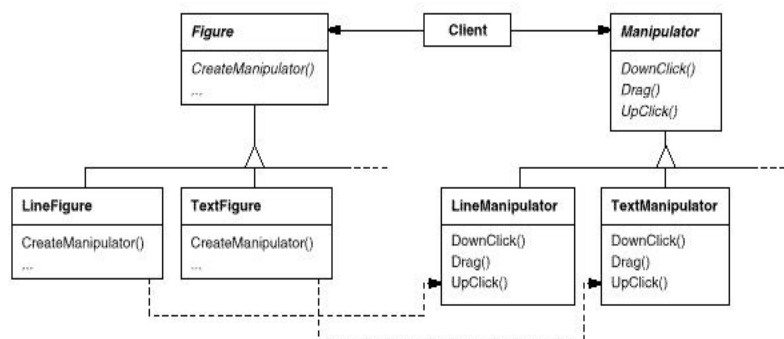 Figure
CreateManipulator()
...
Client
Manipulator
DownClick()
Drag()
UpClick()
LineFigure
CreateManipulator()
...
TextFigure
CreateManipulator()
...
LineManipulator
DownClick()
Drag()
UpClick()
TextManipulator
DownClick()
Drag()
UpClick()